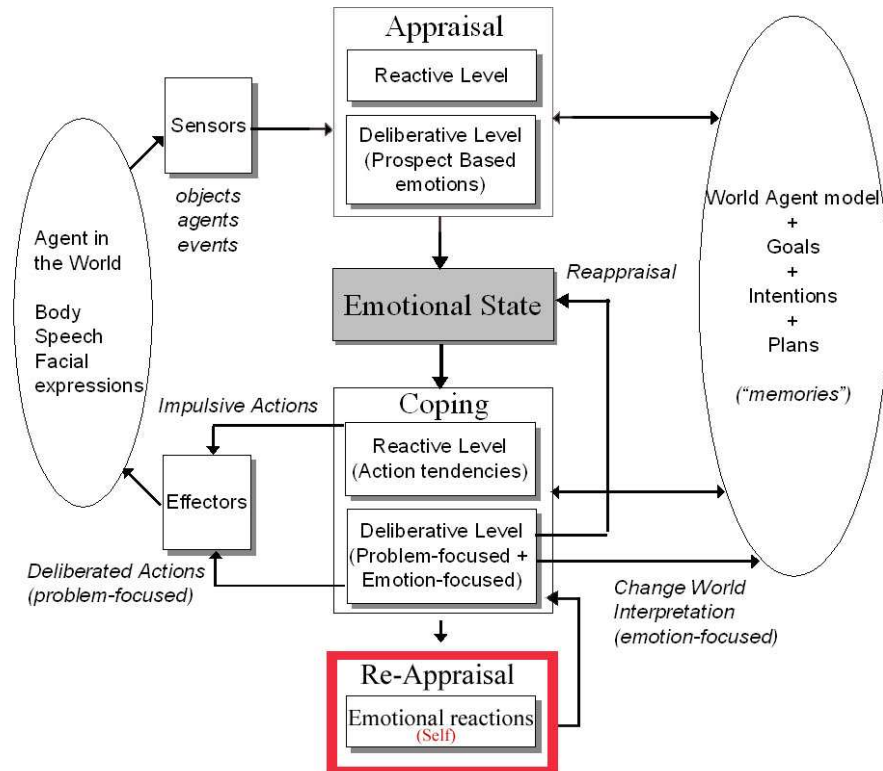 Appraisal
Reactive Level
Deliberative Level
(Prospect Based
emotions)
Sensors
objects
agents
events
Agent in
the World
Body
Speech
Facial
expressions
World Agent model
+
Goals
+
Intentions
+
Plans
("memories")
Reappraisal
Emotional State
Impulsive Actions
Coping
Reactive Level
(Action tendencies)
Effectors
Deliberative Level
(Problem-focused +
Emotion-focused)
Deliberated Actions
(problem-focused)
Change World
Interpretation
(emotion-focused)
Re-Appraisal
Emotional reactions
(Self)